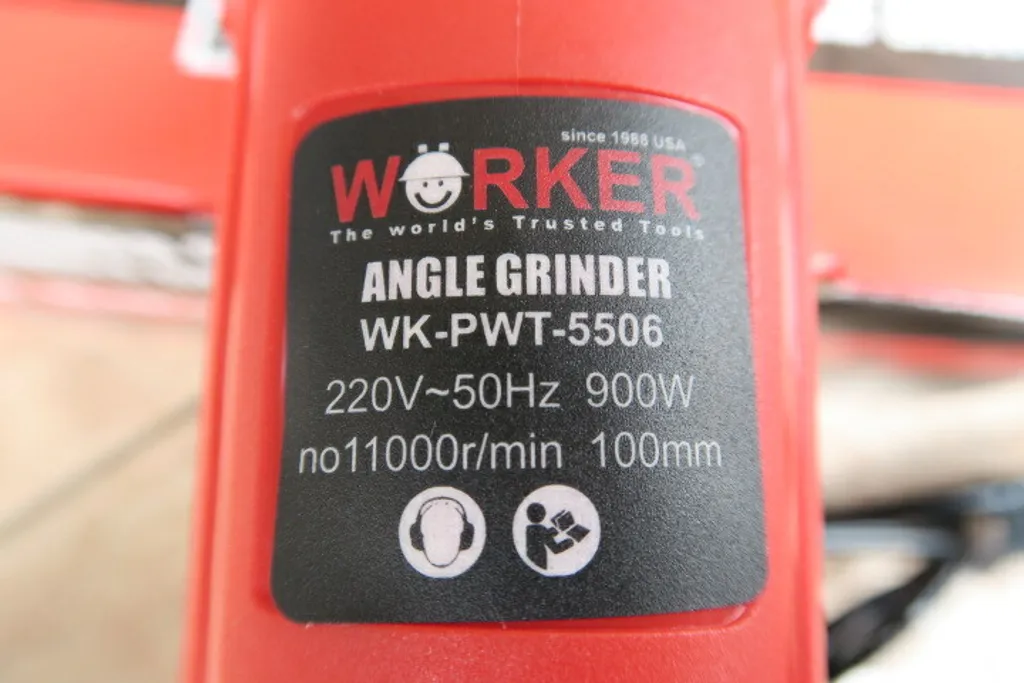 since 1988 USA
WORKER®
The world's Trusted Tools
ANGLE GRINDER
WK-PWT-5506
220V~50Hz 900W
no11000r/min 100mm